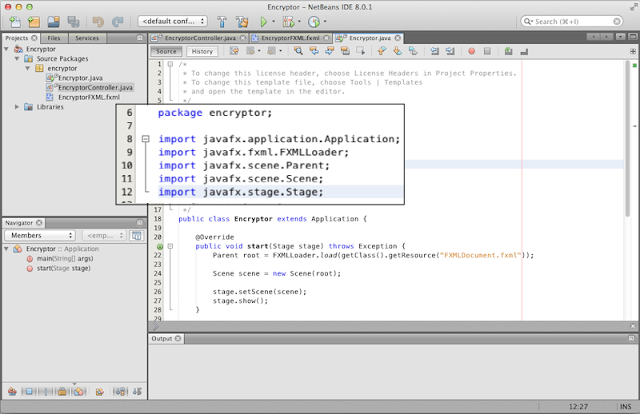 Encryptor - NetBeans IDE 8.0.1
<default conf...
Search (⌘+I)
Projects
Files
Services
EncryptorController.java
EncryptorFXML.fxml
Encryptor.java
Source
History
Encryptor
Source Packages
encryptor
Encryptor.java
EncryptorController.java
EncryptorFXML.fxml
Libraries
1 /*
2 * To change this license header, choose License Headers in Project Properties.
3 * To change this template file, choose Tools | Templates
4 * and open the template in the editor.
5 */
6 package encryptor;
8 import javafx.application.Application;
9 import javafx.fxml.FXMLLoader;
10 import javafx.scene.Parent;
11 import javafx.scene.Scene;
12 import javafx.stage.Stage;
17 */
18 public class Encryptor extends Application {
19
20 @Override
public void start(Stage stage) throws Exception {
22 Parent root = FXMLLoader.load(getClass().getResource("FXMLDocument.fxml"));
23
24 Scene scene = new Scene(root);
25
26 stage.setScene(scene);
27 stage.show();
28 }
Navigator
Members
<emp...
Encryptor :: Application
main(String[] args)
start(Stage stage)
Output
12:27
INS